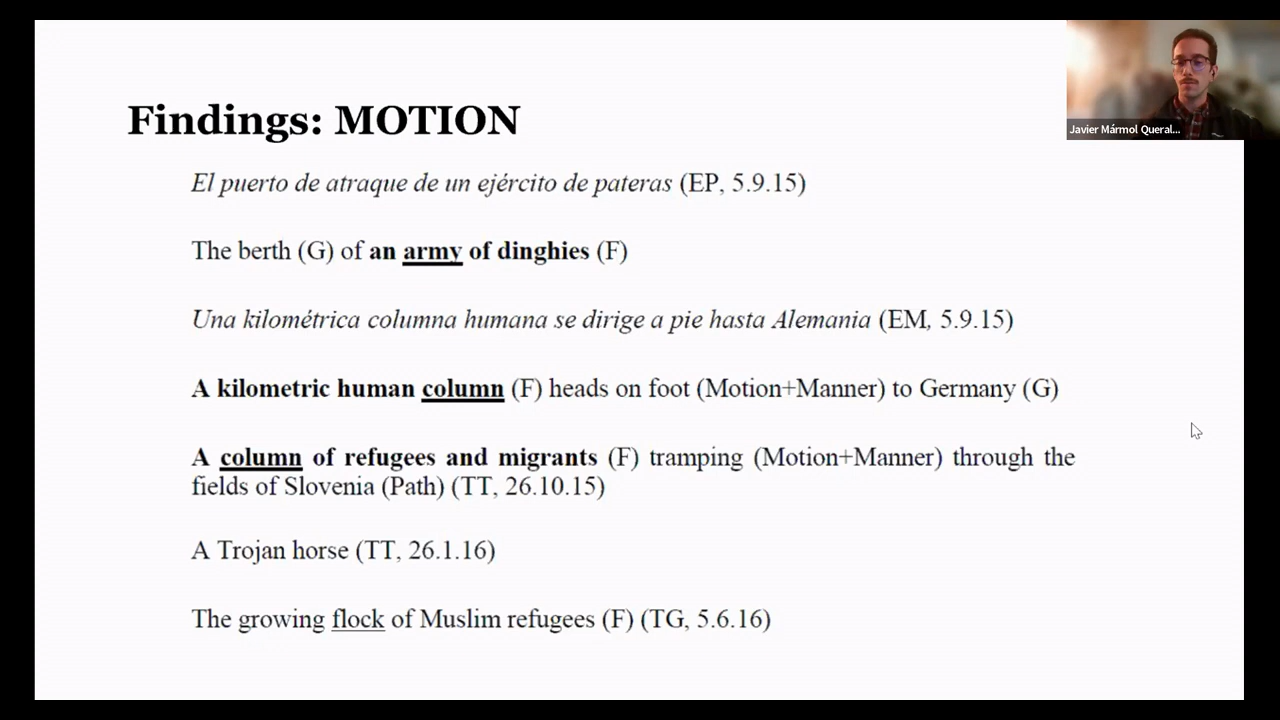 Javier Mármol Queral...
Findings: MOTION
El puerto de atraque de un ejército de pateras (EP, 5.9.15)
The berth (G) of an army of dinghies (F)
Una kilométrica columna humana se dirige a pie hasta Alemania (EM, 5.9.15)
A kilometric human column (F) heads on foot (Motion+Manner) to Germany (G)
A column of refugees and migrants (F) tramping (Motion+Manner) through the
fields of Slovenia (Path) (TT, 26.10.15)
A Trojan horse (TT, 26.1.16)
The growing flock of Muslim refugees (F) (TG, 5.6.16)